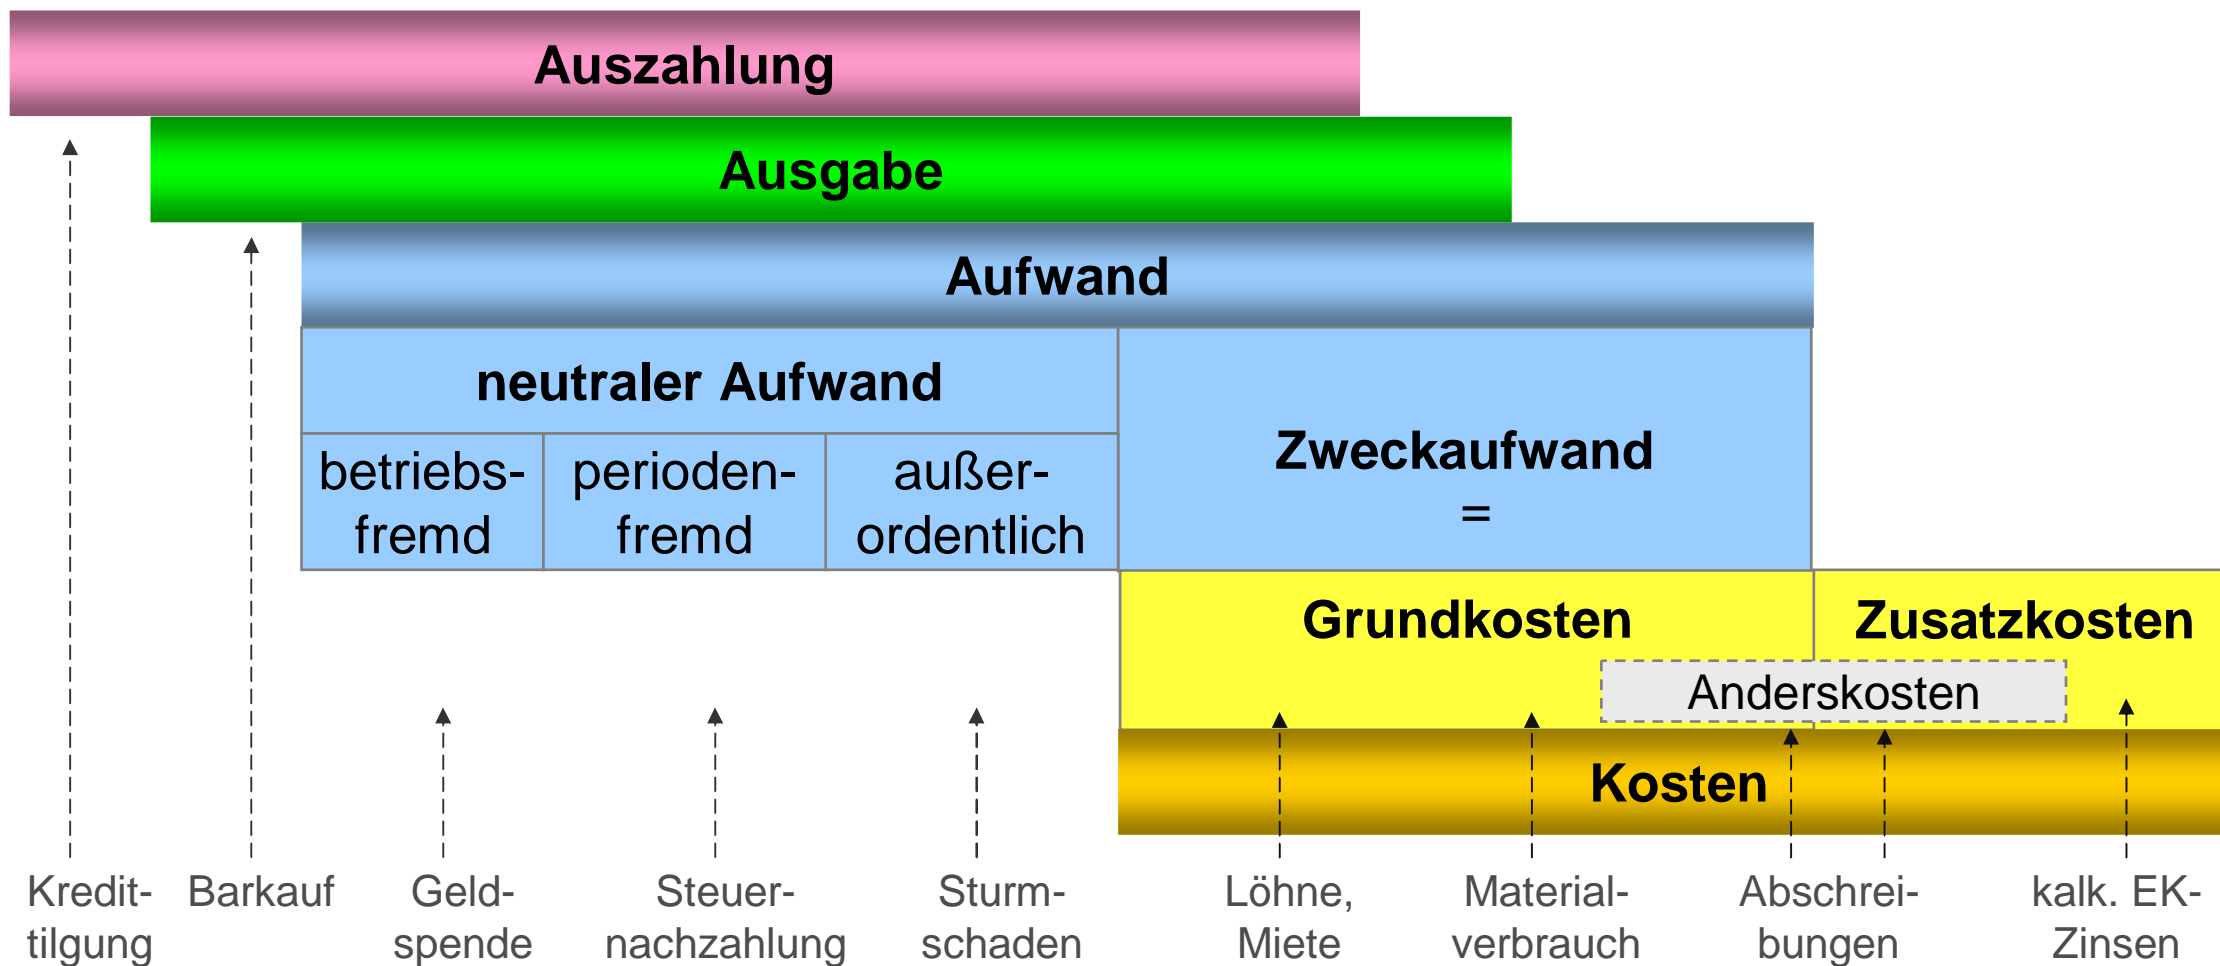 Auszahlung
Ausgabe
Aufwand
neutraler Aufwand
betriebs-
fremd
perioden-
fremd
außer-
ordentlich
Zweckaufwand
=
Grundkosten
Zusatzkosten
Anderskosten
Kosten
Kredit-
tilgung
Barkauf
Geld-
spende
Steuer-
nachzahlung
Sturm-
schaden
Löhne,
Miete
Material-
verbrauch
Abschrei-
bungen
kalk. EK-
Zinsen